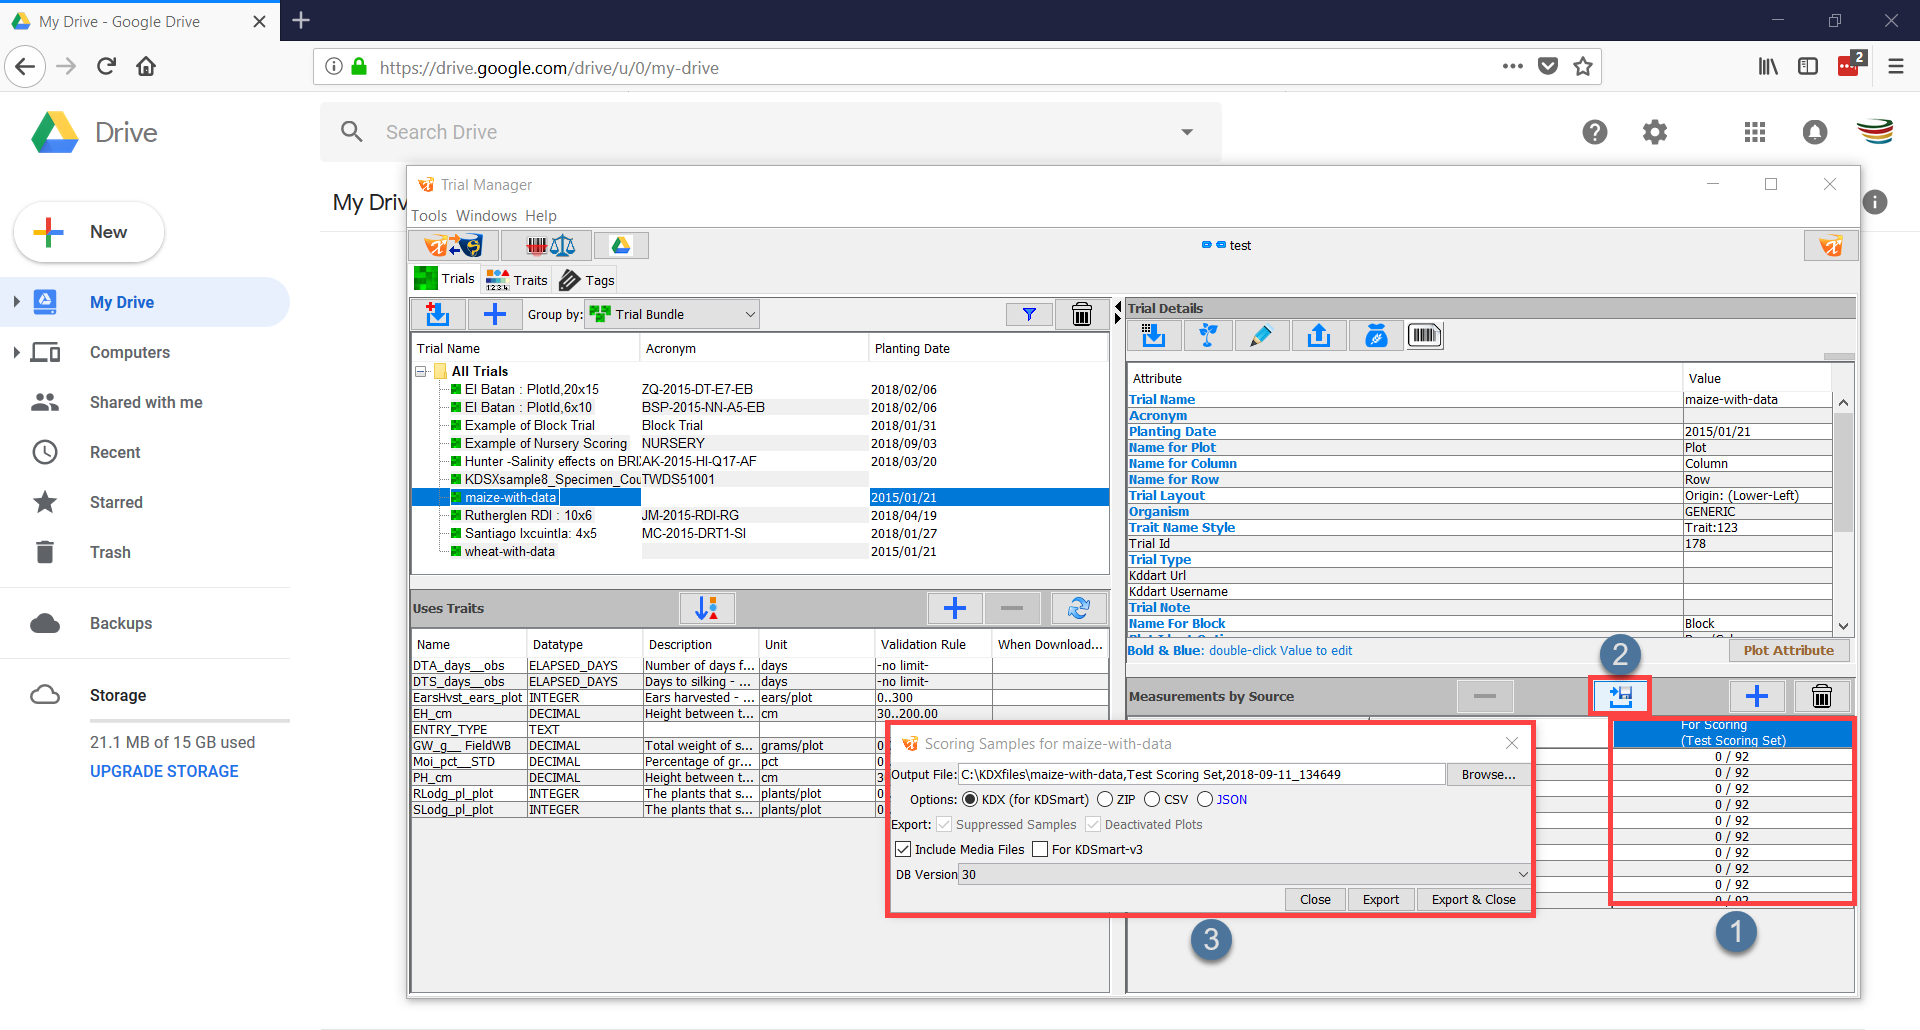 My Drive - Google Drive
https://drive.google.com/drive/u/0/my-drive
2
Drive
Search Drive
New
My Drive
Computers
Shared with me
Recent
Starred
Trash
Backups
Storage
21.1 MB of 15 GB used
UPGRADE STORAGE
My Driv
Trial Manager
Tools Windows Help
test
Trials Traits Tags
Group by: Trial Bundle
Trial Name Acronym Planting Date
All Trials
El Batan : PlotId,20x15 ZQ-2015-DT-E7-EB 2018/02/06
El Batan : PlotId,6x10 BSP-2015-NN-A5-EB 2018/02/06
Example of Block Trial Block Trial 2018/01/31
Example of Nursery Scoring NURSERY 2018/09/03
Hunter -Salinity effects on BRI AK-2015-HI-Q17-AF 2018/03/20
KDSXsample8_Specimen_Cou TWDS51001
maize-with-data 2015/01/21
Rutherglen RDI : 10x6 JM-2015-RDI-RG 2018/04/19
Santiago Ixcuintla: 4x5 MC-2015-DRT1-SI 2018/01/27
wheat-with-data 2015/01/21
Uses Traits
Name Datatype Description Unit Validation Rule When Download...
DTA_days__obs ELAPSED_DAYS Number of days f... days -no limit-
DTS_days__obs ELAPSED_DAYS Days to silking - ... days -no limit-
EarsHvst_ears_plot INTEGER Ears harvested - ... ears/plot 0..300
EH_cm DECIMAL Height between t... cm 30..200.00
ENTRY_TYPE TEXT
GW_g__ FieldWB DECIMAL Total weight of s... grams/plot
Moi_pct__STD DECIMAL Percentage of gr... pct
PH_cm DECIMAL Height between t... cm
RLodg_pl_plot INTEGER The plants that s... plants/plot
SLodg_pl_plot INTEGER The plants that s... plants/plot
Trial Details
Attribute Value
Trial Name maize-with-data
Acronym
Planting Date 2015/01/21
Name for Plot Plot
Name for Column Column
Name for Row Row
Trial Layout Origin: (Lower-Left)
Organism GENERIC
Trait Name Style Trait:123
Trial Id 178
Trial Type
Kddart Url
Kddart Username
Trial Note
Name For Block Block
Bold & Blue: double-click Value to edit
Plot Attribute
2
Measurements by Source
For Scoring
(Test Scoring Set)
0 / 92
0 / 92
0 / 92
0 / 92
0 / 92
0 / 92
0 / 92
0 / 92
0 / 92
0 / 92
Scoring Samples for maize-with-data
Output File: C:\KDXfiles\maize-with-data,Test Scoring Set,2018-09-11_134649 Browse...
Options: KDX (for KDSmart) ZIP CSV JSON
Export: Suppressed Samples Deactivated Plots
Include Media Files For KDSmart-v3
DB Version 30
Close Export Export & Close
3
1